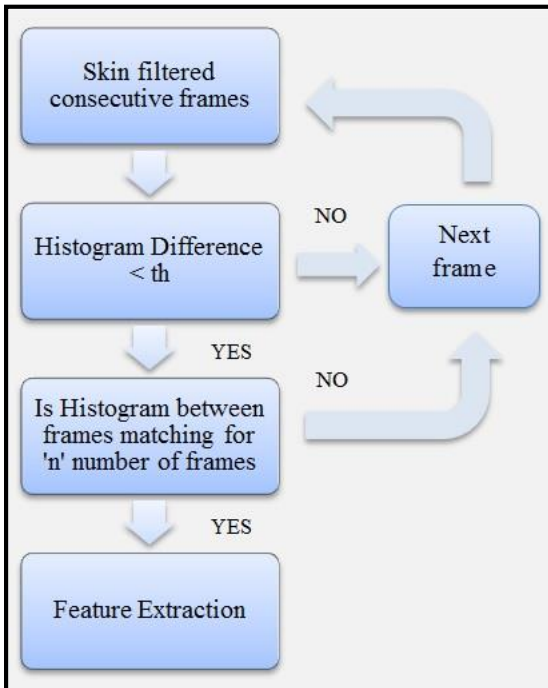 Skin filtered
consecutive frames
NO
Histogram Difference
< th
Next
frame
YES
NO
Is Histogram between
frames matching for
'n' number of frames
YES
Feature Extraction